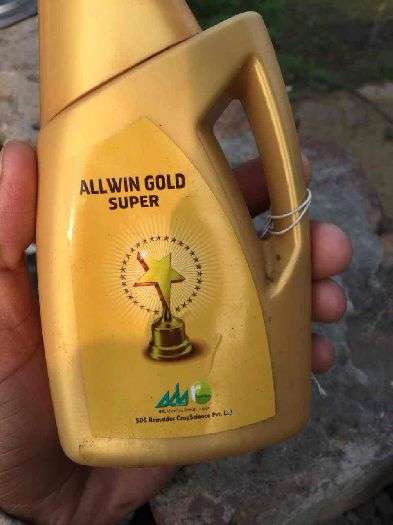 ALLWIN GOLD
SUPER
SDS Ramcides CropScience Pvt. Ltd